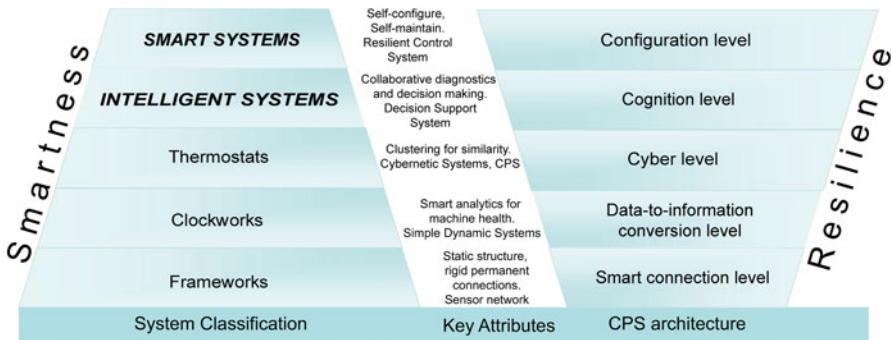 Smartness
SMART SYSTEMS
Self-configure,
Self-maintain.
Resilient Control
System
Configuration level
INTELLIGENT SYSTEMS
Collaborative diagnostics
and decision making.
Decision Support
System
Cognition level
Thermostats
Clustering for similarity.
Cybernetic Systems, CPS
Cyber level
Clockworks
Smart analytics for
machine health.
Simple Dynamic Systems
Data-to-information
conversion level
Frameworks
Static structure,
rigid permanent
connections.
Sensor network
Smart connection level
Resilience
System Classification
Key Attributes
CPS architecture